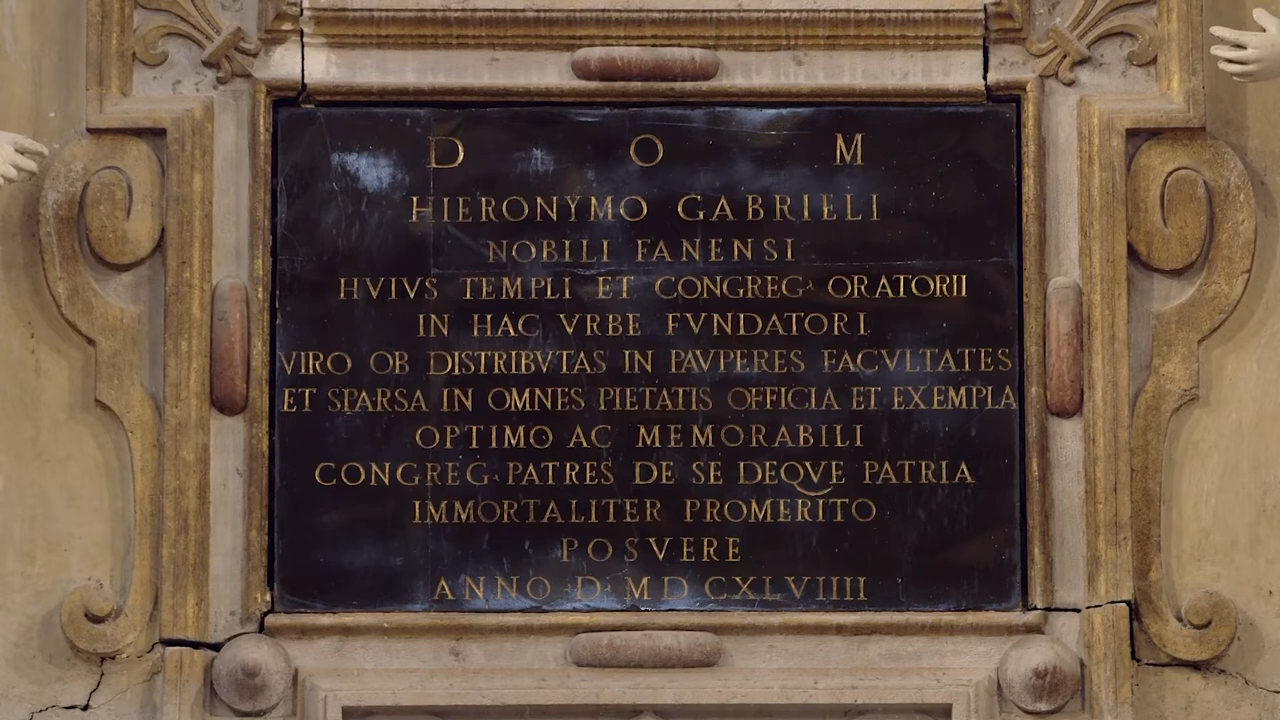 D O M
HIERONYMO GABRIELI
NOBILI FANENSI
HVIVS TEMPLI ET CONGREG· ORATORII
IN HAC VRBE FVNDATORI
VIRO OB DISTRIBVTAS IN PAVPERES FACVLTATES
ET SPARSA IN OMNES PIETATIS OFFICIA ET EXEMPLA
OPTIMO AC MEMORABILI
CONGREG· PATRES DE SE DEQVE PATRIA
IMMORTALITER PROMERITO
POSVERE
ANNO D· MD CXLVIIII